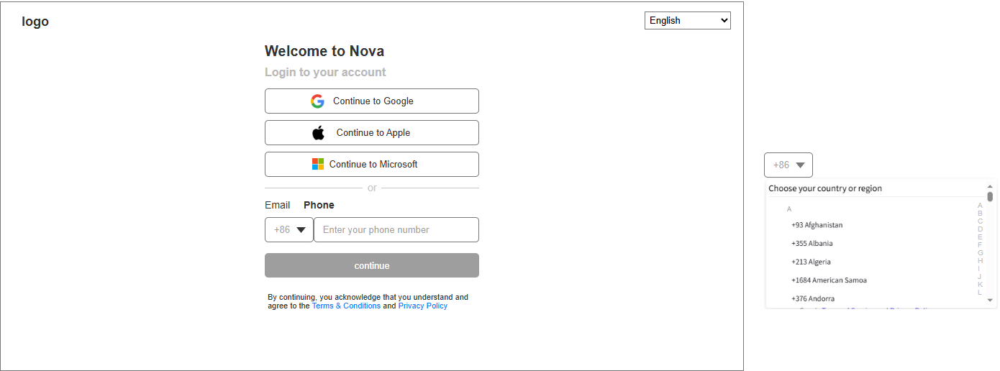 logo
English
Welcome to Nova
Login to your account
Continue to Google
Continue to Apple
Continue to Microsoft
or
Email Phone
+86 Enter your phone number
continue
By continuing, you acknowledge that you understand and
agree to the Terms & Conditions and Privacy Policy
+86
Choose your country or region
A
+93 Afghanistan
+355 Albania
+213 Algeria
+1684 American Samoa
+376 Andorra
A
B
C
D
E
F
G
H
I
J
K
L